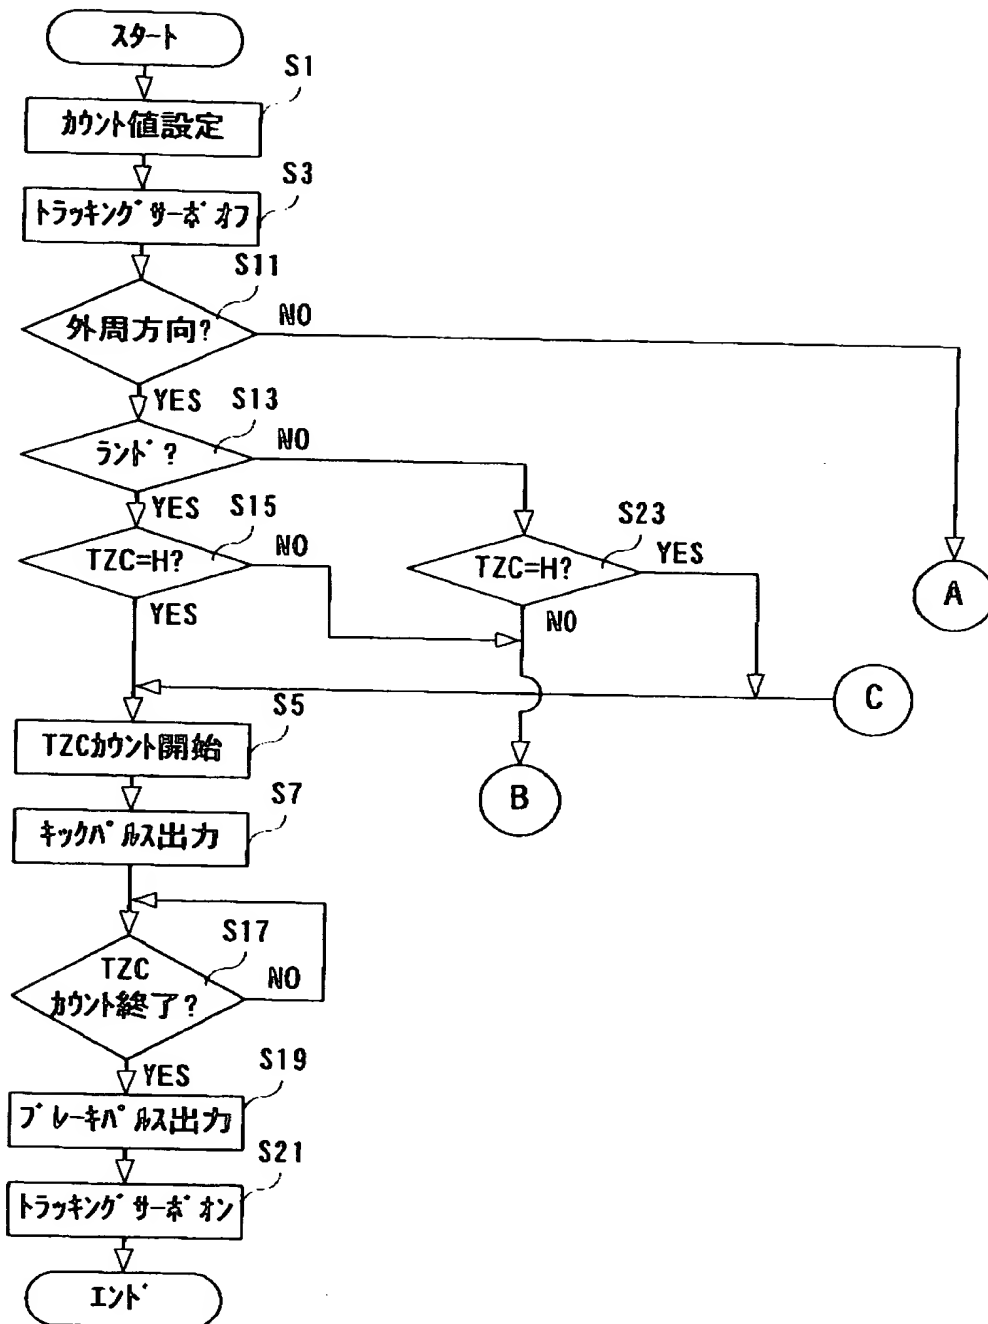 スタート
S1
カウント値設定
S3
トラッキングサーボオフ
S11
外周方向?
NO
YES
S13
ランド?
NO
YES
S15
TZC=H?
NO
YES
S23
TZC=H?
YES
NO
A
C
B
S5
TZCカウント開始
S7
キックパルス出力
S17
TZC
カウント終了?
NO
YES
S19
ブレーキパルス出力
S21
トラッキングサーボオン
エンド